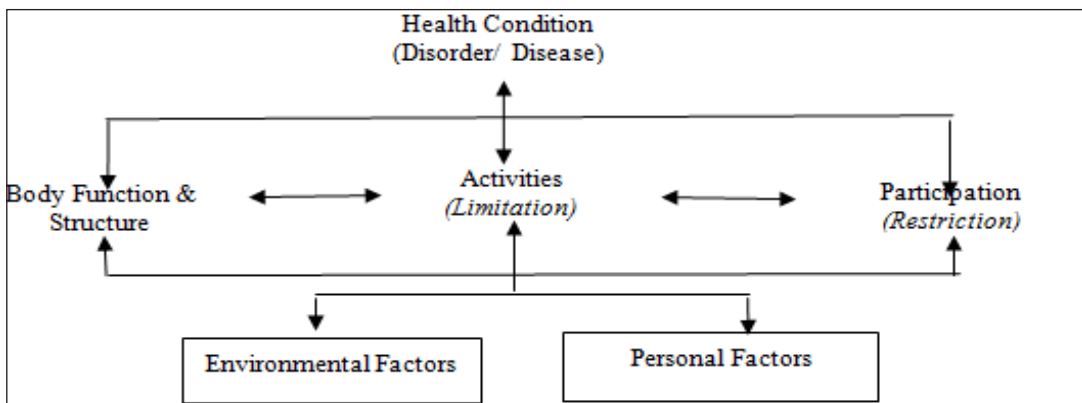 Health Condition
(Disorder/ Disease)
Body Function &
Structure
Activities
(Limitation)
Participation
(Restriction)
Environmental Factors
Personal Factors